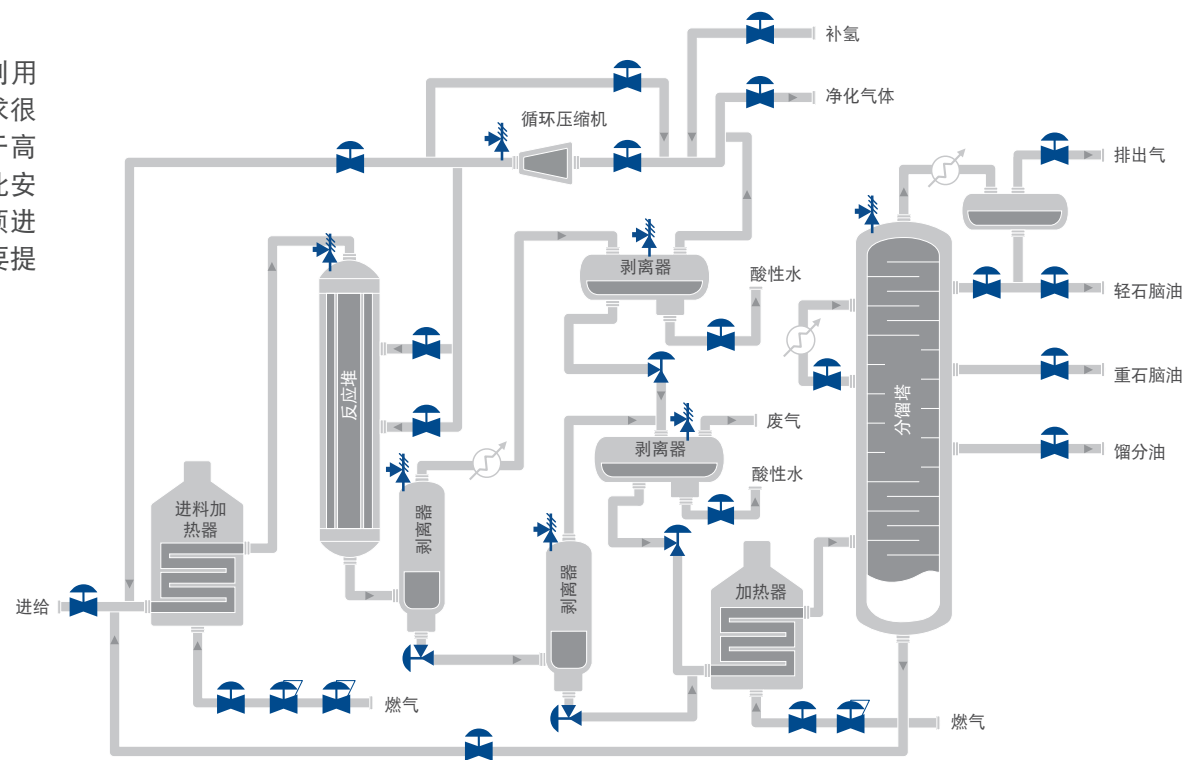 利用
求很
于高
此安
须进
要提
补氢
净化气体
循环压缩机
排出气
剥离器
酸性水
轻石脑油
反应堆
重石脑油
分馏塔
废气
剥离器
馏分油
酸性水
进料加
热器
剥离器
剥离器
加热器
进给
燃气
燃气